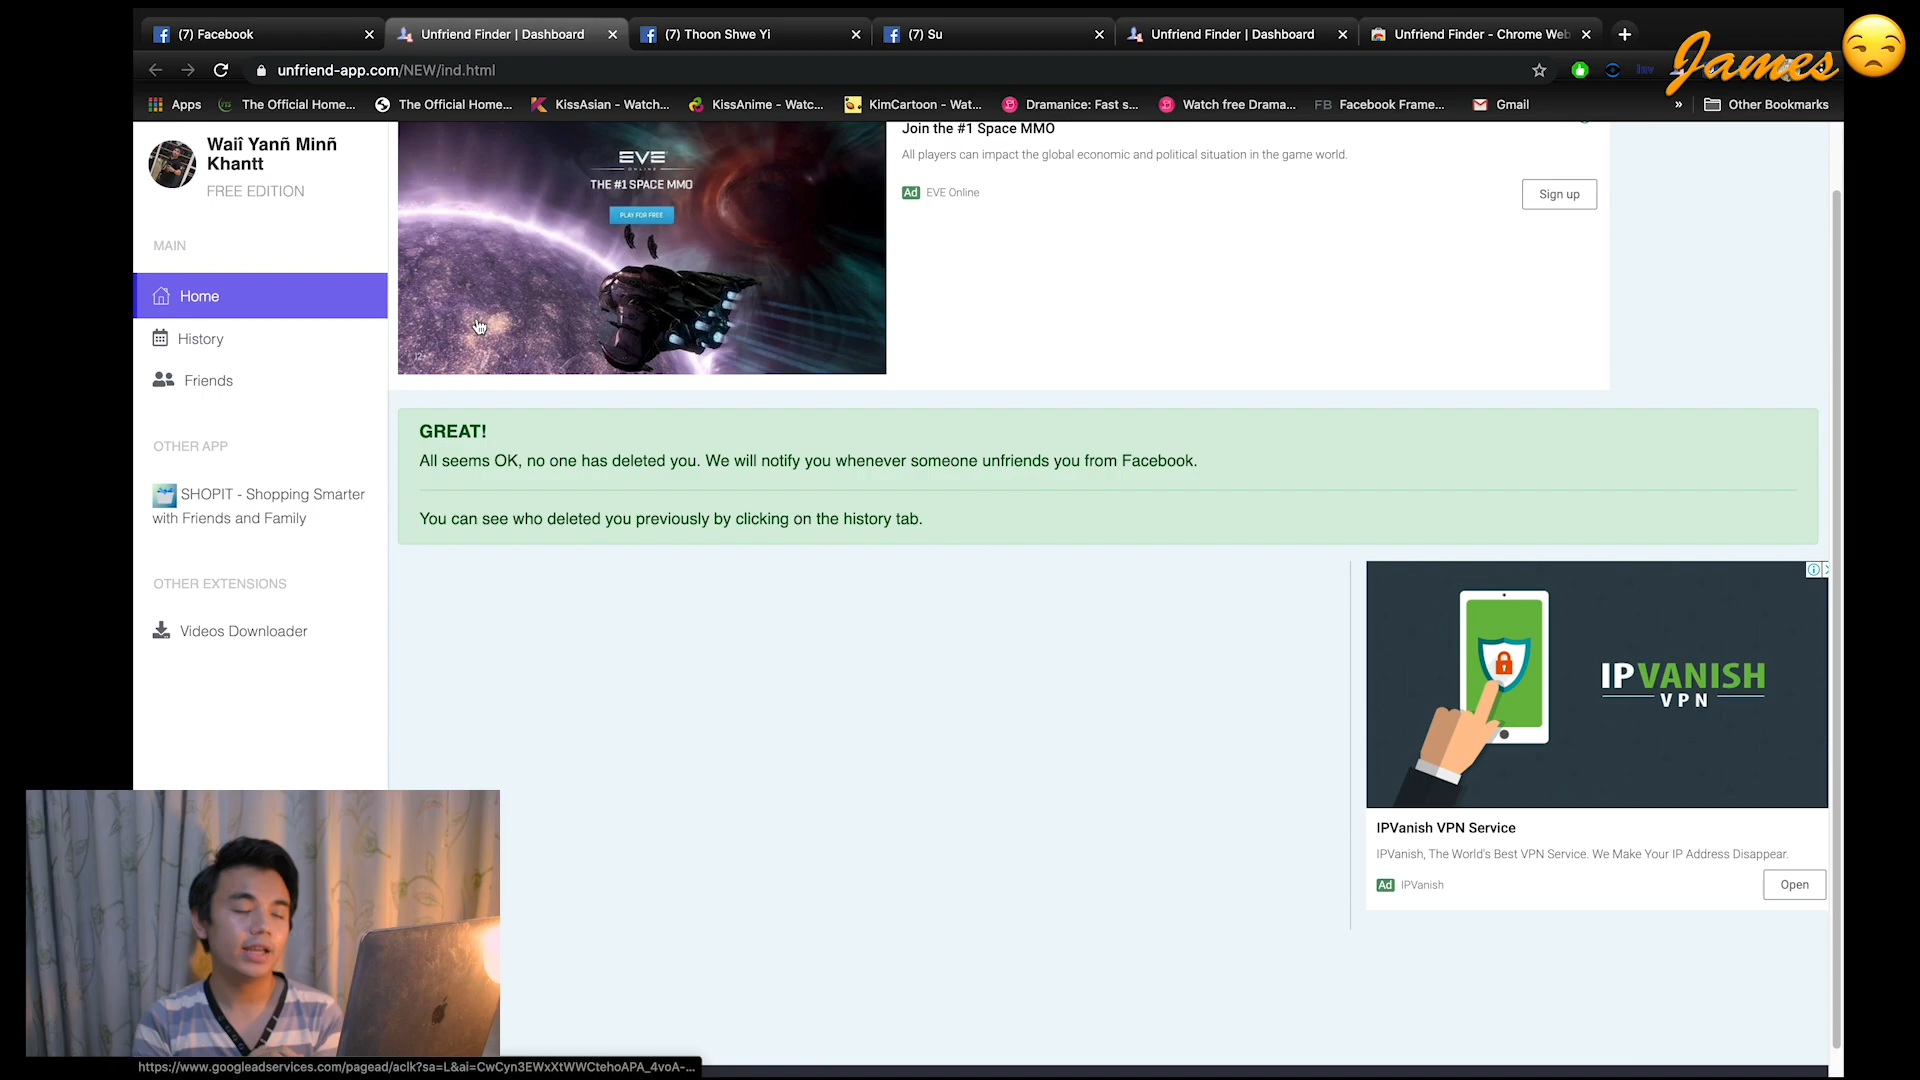 (7) Facebook
Unfriend Finder | Dashboard
(7) Thoon Shwe Yi
(7) Su
Unfriend Finder | Dashboard
Unfriend Finder - Chrome Web
James
unfriend-app.com/NEW/ind.html
Apps
The Official Home...
The Official Home...
KissAsian - Watch...
KissAnime - Watc...
KimCartoon - Wat...
Dramanice: Fast s...
Watch free Drama...
FB Facebook Frame...
Gmail
»
Other Bookmarks
Waiî Yanñ Minñ
Khantt
FREE EDITION
MAIN
Home
History
Friends
OTHER APP
SHOPIT - Shopping Smarter
with Friends and Family
OTHER EXTENSIONS
Videos Downloader
EVE
ONLINE
THE #1 SPACE MMO
PLAY FOR FREE
12+
Join the #1 Space MMO
All players can impact the global economic and political situation in the game world.
Ad EVE Online
Sign up
GREAT!
All seems OK, no one has deleted you. We will notify you whenever someone unfriends you from Facebook.
You can see who deleted you previously by clicking on the history tab.
IPVANISH
VPN
IPVanish VPN Service
IPVanish, The World's Best VPN Service. We Make Your IP Address Disappear.
Ad IPVanish
Open
https://www.googleadservices.com/pagead/aclk?sa=L&ai=CwCyn3EWxXtWWCtehoAPA_4voA-...